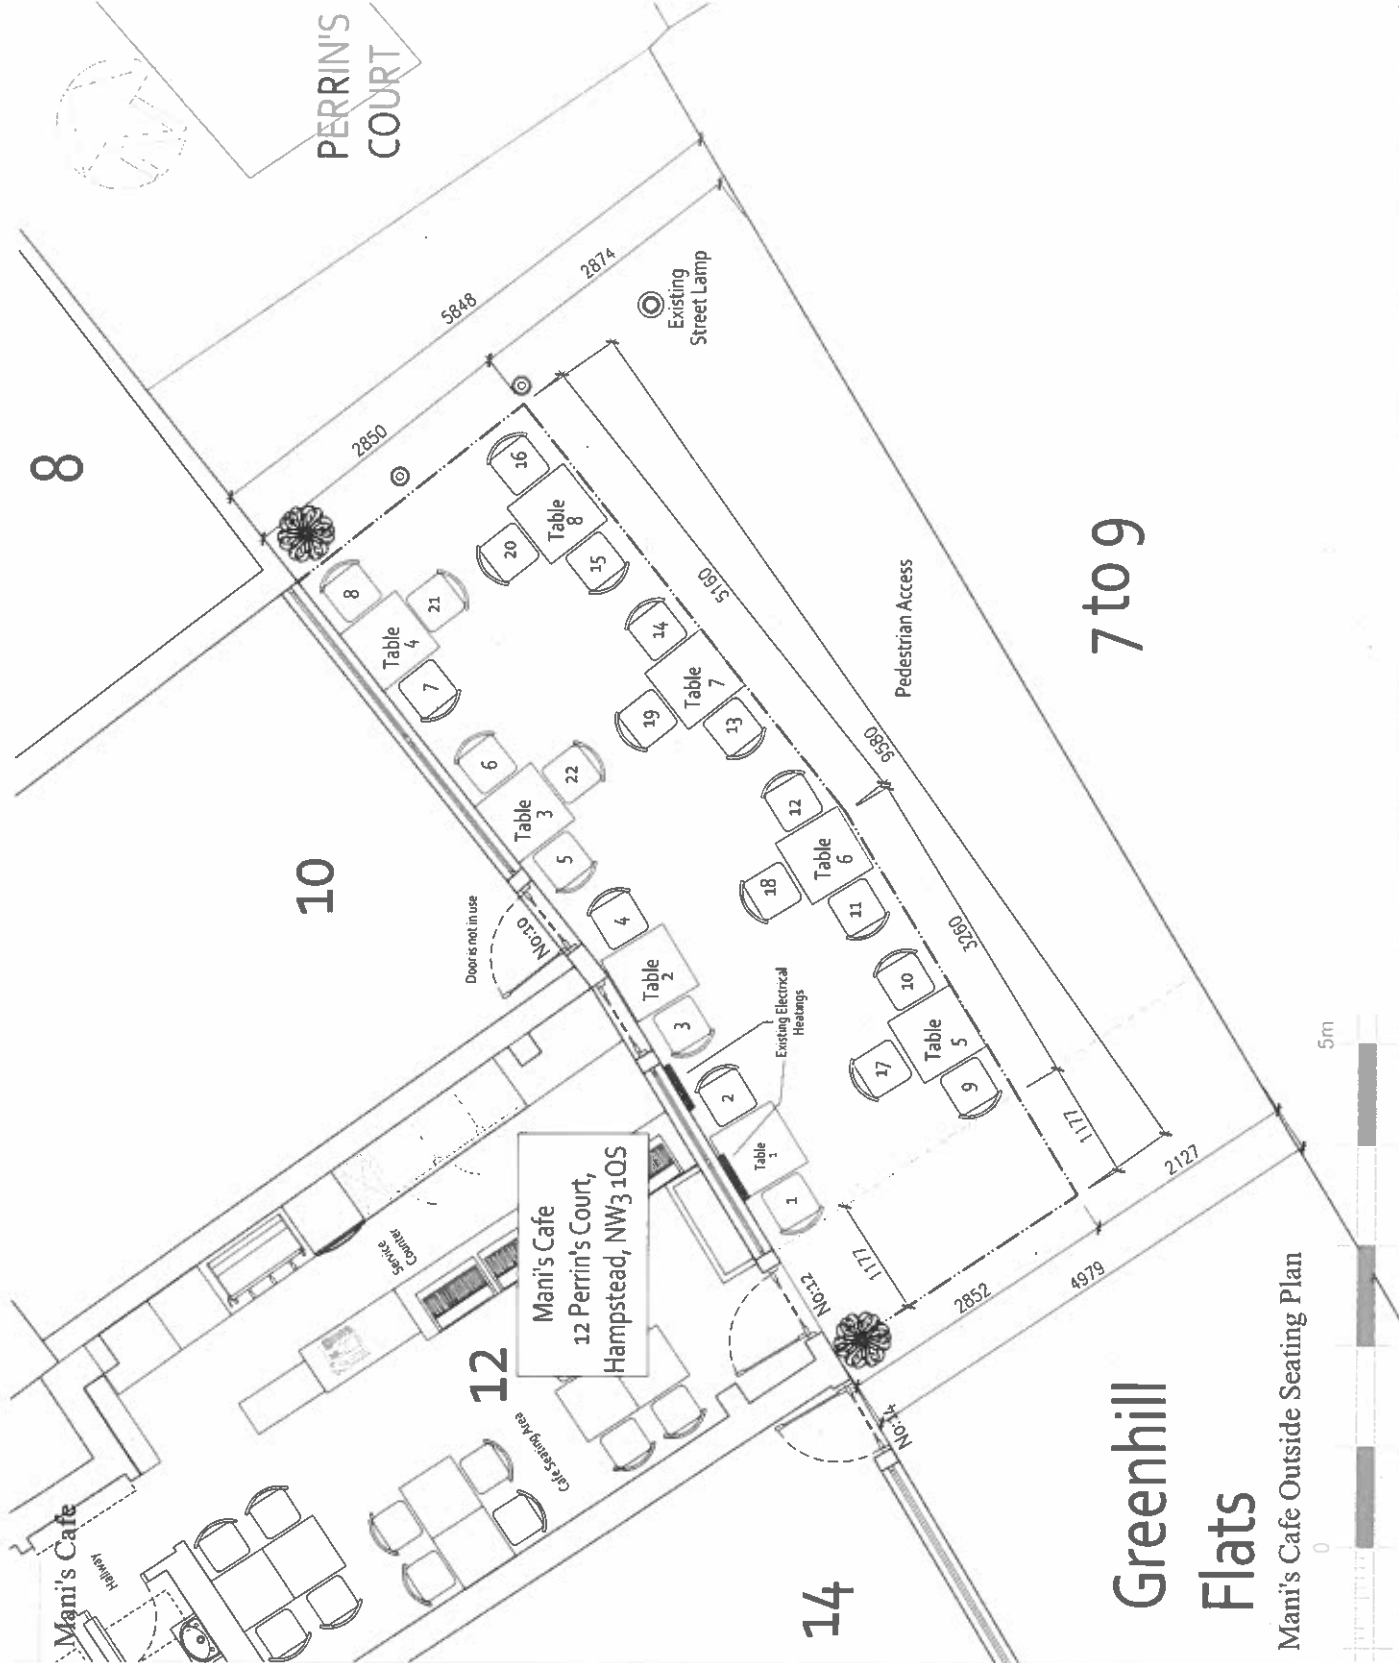 PERRIN'S
COURT
8
5848
2874
2850
Existing
Street Lamp
16
Table
8
20
15
8
21
Table
4
7
14
Table
7
19
13
5160
Pedestrian Access
7 to 9
6
22
Table
3
5
12
Table
6
18
11
9580
10
Door is not in use
No:10
4
Table
2
3
3260
10
Table
5
17
9
Existing Electrical
Heatings
2
Table
1
1
1177
1177
2127
2852
4979
Service
Counter
Mani's Cafe
12 Perrin's Court,
Hampstead, NW3 1QS
12
No:12
Cafe Seating Area
No:14
Mani's Cafe
Hallway
14
Greenhill
Flats
Mani's Cafe Outside Seating Plan
0
5m